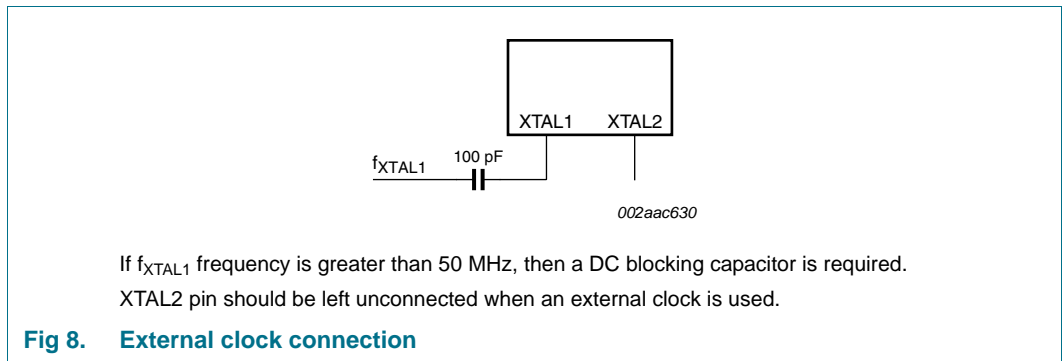 XTAL1 XTAL2
fXTAL1 100 pF
002aac630
If fXTAL1 frequency is greater than 50 MHz, then a DC blocking capacitor is required.
XTAL2 pin should be left unconnected when an external clock is used.
Fig 8. External clock connection